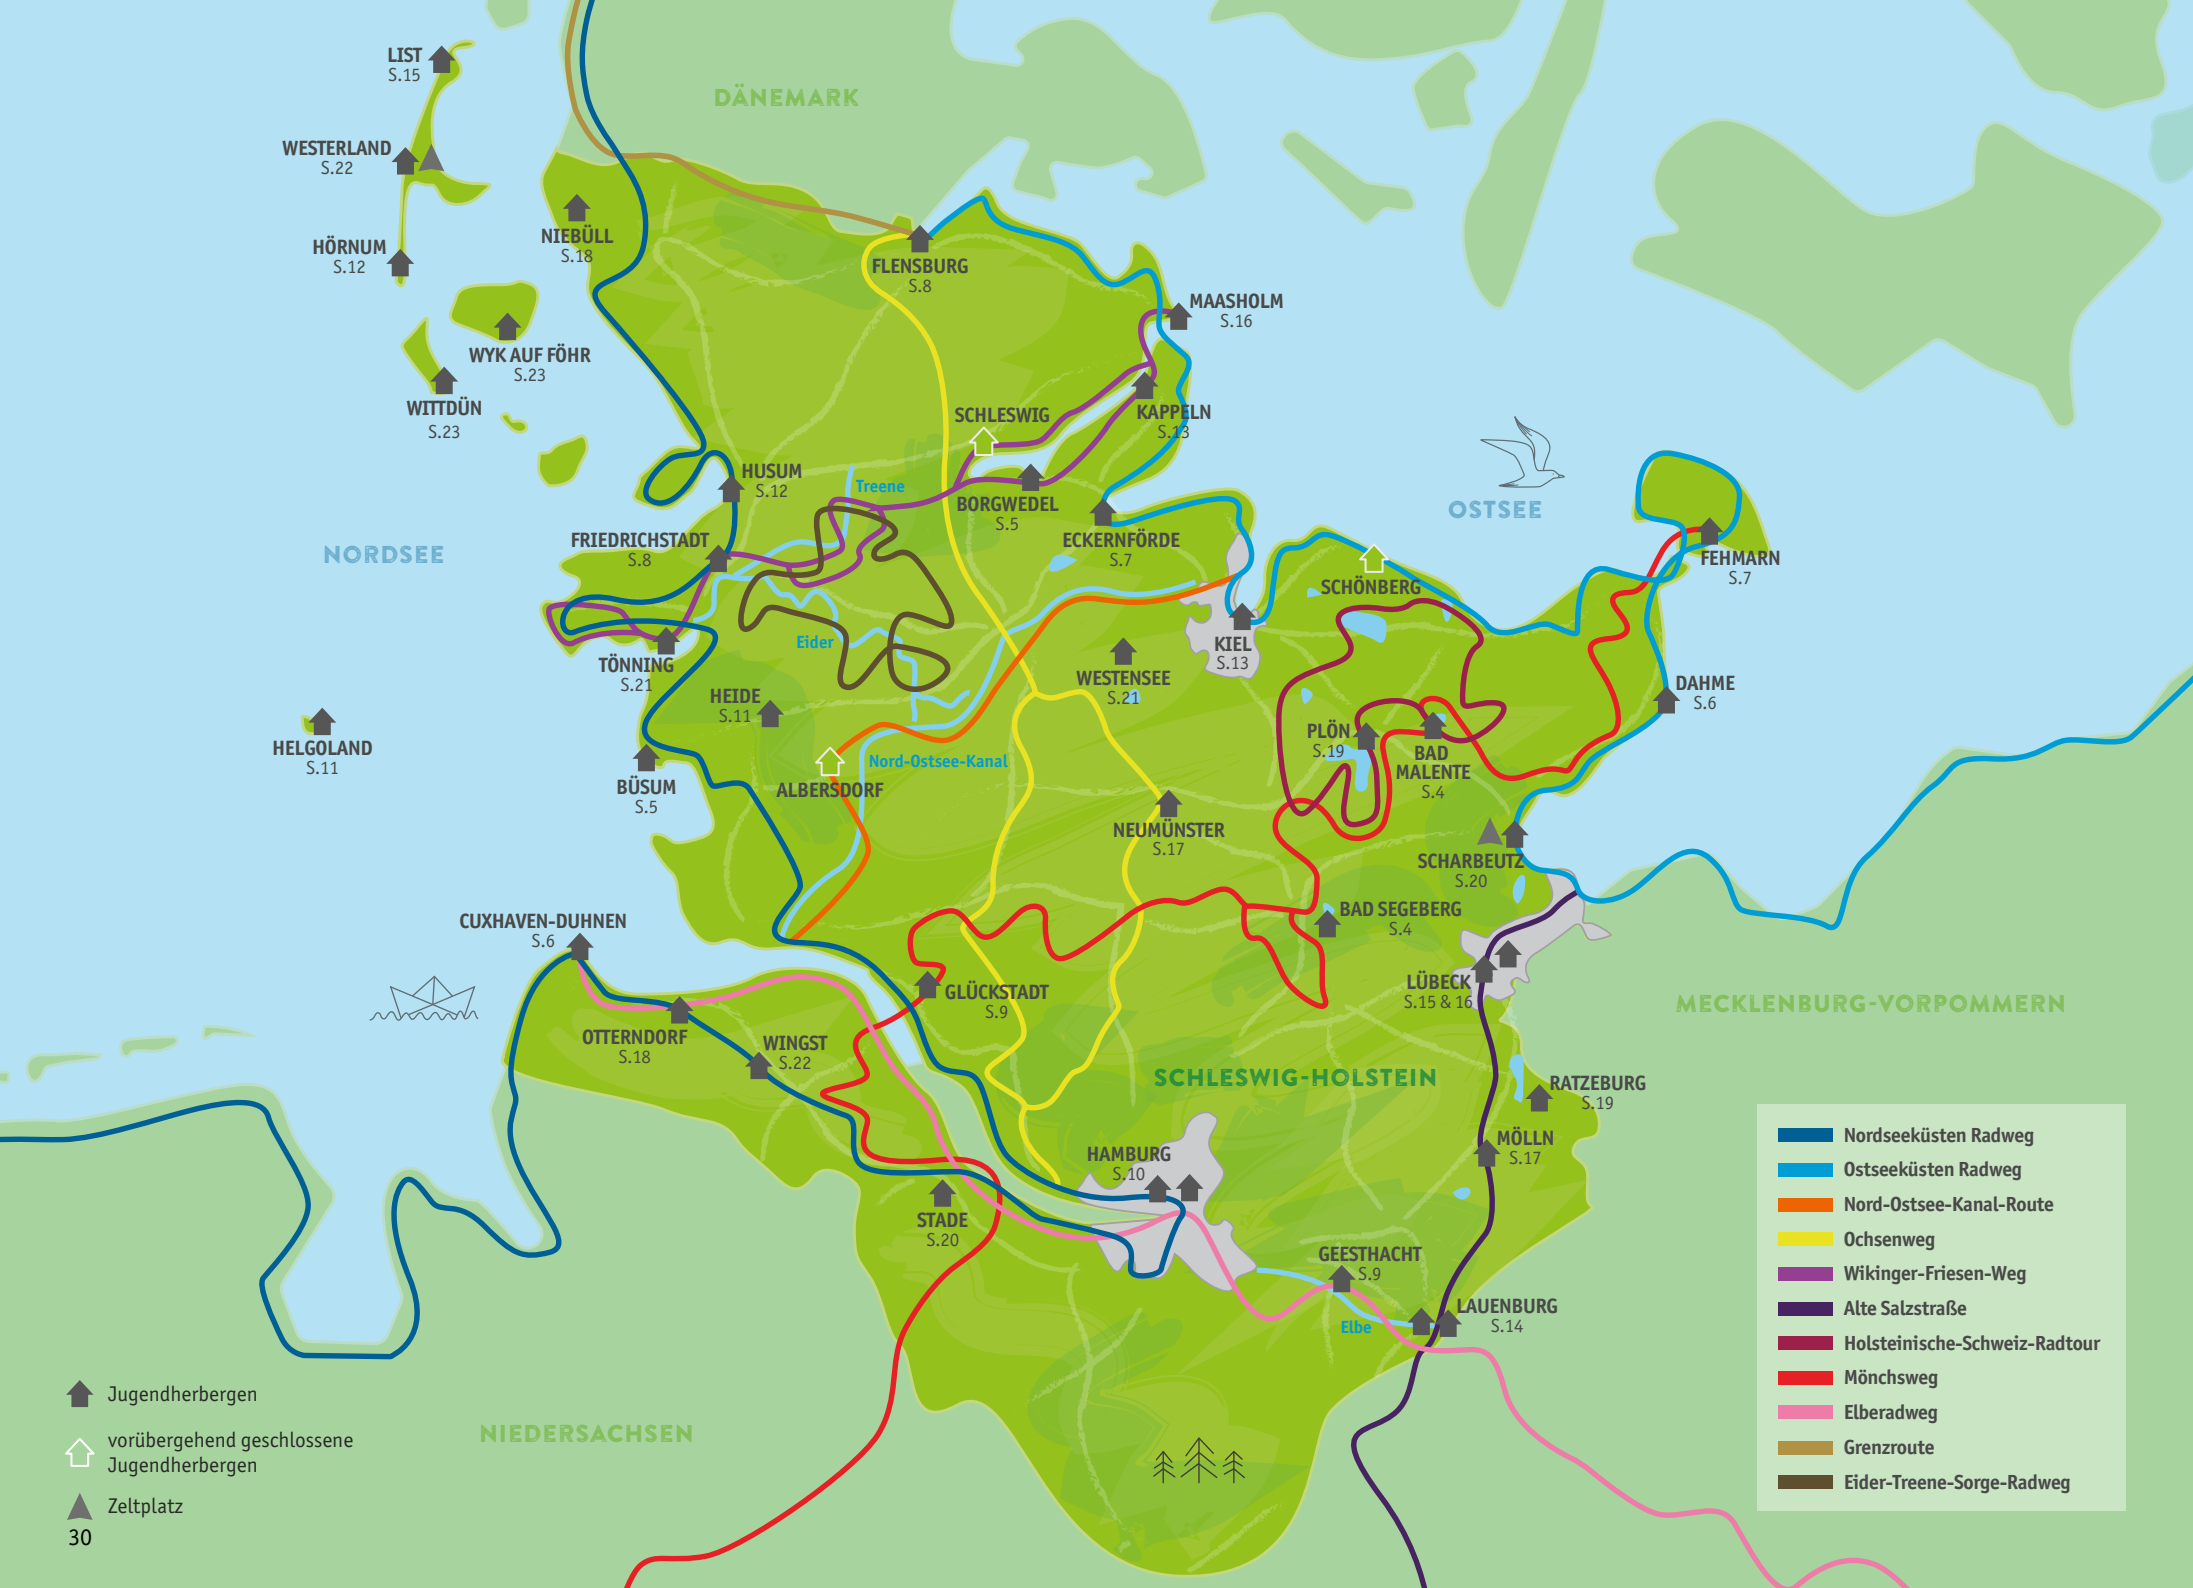 LIST
S.15
DÄNEMARK
WESTERLAND
S.22
HÖRNUM
S.12
NIEBÜLL
S.18
FLENSBURG
S.8
MAASHOLM
S.16
WYK AUF FÖHR
S.23
WITTDÜN
S.23
SCHLESWIG
KAPPELN
S.13
HUSUM
S.12
Treene
BORGWEDEL
S.5
OSTSEE
NORDSEE
FRIEDRICHSTADT
S.8
ECKERNFÖRDE
S.7
SCHÖNBERG
FEHMARN
S.7
Eider
TÖNNING
S.21
KIEL
S.13
WESTENSEE
S.21
HEIDE
S.11
DAHME
S.6
PLÖN
S.19
BAD
MALENTE
S.4
HELGOLAND
S.11
BÜSUM
S.5
Nord-Ostsee-Kanal
ALBERSDORF
NEUMÜNSTER
S.17
SCHARBEUTZ
S.20
CUXHAVEN-DUHNEN
S.6
BAD SEGEBERG
S.4
LÜBECK
S.15 & 16
GLÜCKSTADT
S.9
MECKLENBURG-VORPOMMERN
OTTERNDORF
S.18
WINGST
S.22
SCHLESWIG-HOLSTEIN
RATZEBURG
S.19
MÖLLN
S.17
HAMBURG
S.10
STADE
S.20
GEESTHACHT
S.9
LAUENBURG
S.14
Elbe
NIEDERSACHSEN
Nordseeküsten Radweg
Ostseeküsten Radweg
Nord-Ostsee-Kanal-Route
Ochsenweg
Wikinger-Friesen-Weg
Alte Salzstraße
Holsteinische-Schweiz-Radtour
Mönchsweg
Elberadweg
Grenzroute
Eider-Treene-Sorge-Radweg
Jugendherbergen
vorübergehend geschlossene
Jugendherbergen
Zeltplatz
30